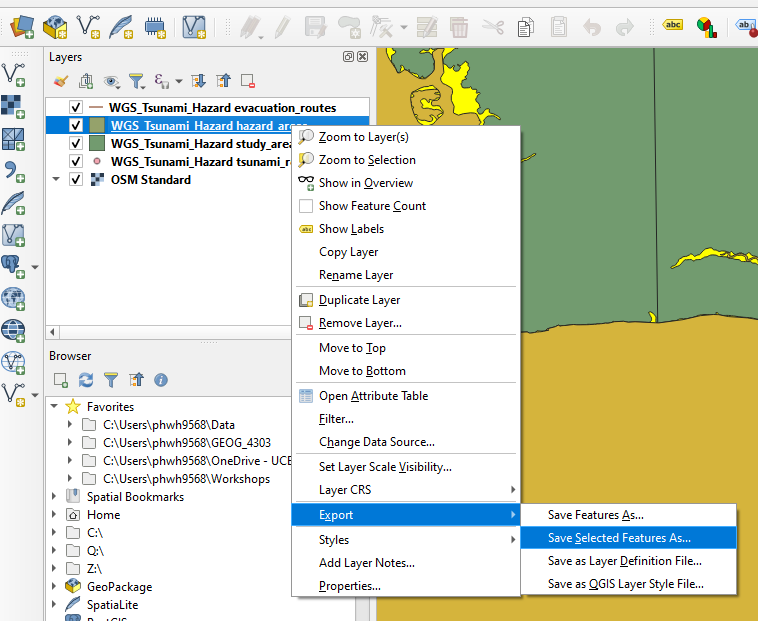 abc
ab
Layers
WGS_Tsunami_Hazard evacuation_routes
WGS_Tsunami_Hazard hazard_areas
WGS_Tsunami_Hazard study_area
WGS_Tsunami_Hazard tsunami_r
OSM Standard
Zoom to Layer(s)
Zoom to Selection
Show in Overview
Show Feature Count
abc Show Labels
Copy Layer
Rename Layer
Duplicate Layer
Remove Layer...
Move to Top
Move to Bottom
Open Attribute Table
Filter...
Change Data Source...
Set Layer Scale Visibility...
Layer CRS
Export
Styles
Add Layer Notes...
Properties...
Save Features As...
Save Selected Features As...
Save as Layer Definition File...
Save as QGIS Layer Style File...
Browser
Favorites
C:\Users\phwh9568\Data
C:\Users\phwh9568\GEOG_4303
C:\Users\phwh9568\OneDrive - UCB
C:\Users\phwh9568\Workshops
Spatial Bookmarks
Home
C:\
Q:\
Z:\
GeoPackage
SpatiaLite